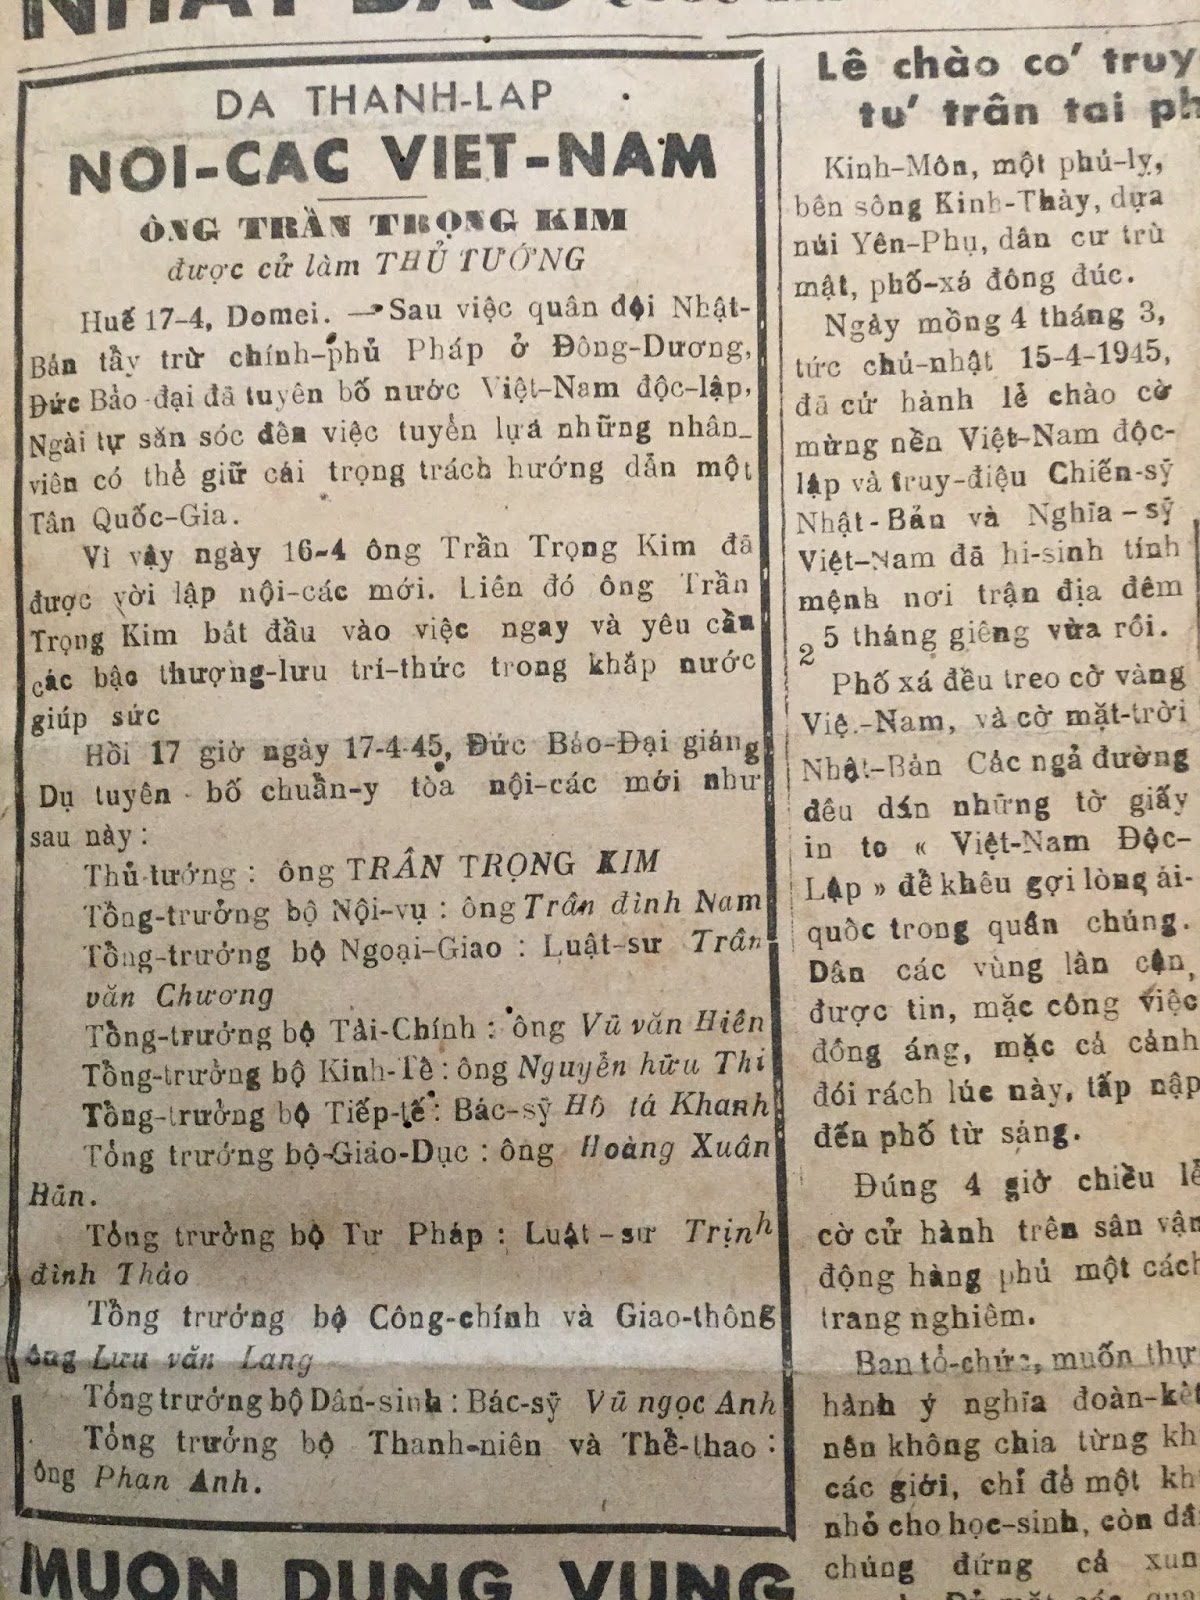 NHẬT BÁO
DA THANH-LAP
NOI-CAC VIET-NAM
ÔNG TRẦN TRỌNG KIM
được cử làm THỦ TƯỚNG
Huế 17-4, Domei. — Sau việc quân đội Nhật-
Bản tẩy trừ chính-phủ Pháp ở Đông-Dương,
Đức Bảo-đại đã tuyên bố nước Việt-Nam độc-lập,
Ngài tự săn sóc đến việc tuyển lựa những nhân-
viên có thể giữ cái trọng trách hướng dẫn một
Tân Quốc-Gia.
Vì vậy ngày 16-4 ông Trần Trọng Kim đã
được vời lập nội-các mới. Liền đó ông Trần
Trọng Kim bắt đầu vào việc ngay và yêu cầu
các bậc thượng-lưu trí-thức trong khắp nước
giúp sức
Hồi 17 giờ ngày 17-4-45, Đức Bảo-Đại giáng
Dụ tuyên bố chuẩn-y tòa nội-các mới như
sau này :
Thủ-tướng : ông TRẦN TRỌNG KIM
Tổng-trưởng bộ Nội-vụ : ông Trần đình Nam
Tổng-trưởng bộ Ngoại-Giao : Luật-sư Trần
văn Chương
Tổng-trưởng bộ Tài-Chính : ông Vũ văn Hiền
Tổng-trưởng bộ Kinh-Tế : ông Nguyễn hữu Thi
Tổng-trưởng bộ Tiếp-tế : Bác-sỹ Hồ tá Khanh
Tổng trưởng bộ-Giáo-Dục : ông Hoàng Xuân
Hãn.
Tổng trưởng bộ Tư Pháp : Luật-sư Trịnh
đình Thảo
Tổng trưởng bộ Công-chính và Giao-thông
ông Lưu văn Lang
Tổng trưởng bộ Dân-sinh : Bác-sỹ Vũ ngọc Anh
Tổng trưởng bộ Thanh-niên và Thể-thao :
ông Phan Anh.
MUON DUNG VUNG
Lê chào cơ' truy
tư' trân tai ph
Kinh-Môn, một phủ-lỵ,
bên sông Kinh-Thày, dựa
núi Yên-Phụ, dân cư trù
mật, phố-xá đông đúc.
Ngày mồng 4 tháng 3,
tức chủ-nhật 15-4-1945,
đã cử hành lễ chào cờ
mừng nền Việt-Nam độc-
lập và truy-điệu Chiến-sỹ
Nhật-Bản và Nghĩa-sỹ
Việt-Nam đã hi-sinh tính
mệnh nơi trận địa đêm
25 tháng giêng vừa rồi.
Phố xá đều treo cờ vàng
Việ.-Nam, và cờ mặt-trời
Nhật-Bản Các ngả đường
đều dán những tờ giấy
in to « Việt-Nam Độc-
Lập » để khêu gợi lòng ái-
quốc trong quần chúng.
Dân các vùng lân cận,
được tin, mặc công việc
đồng áng, mặc cả cảnh
đói rách lúc này, tấp nập
đến phố từ sáng.
Đúng 4 giờ chiều lễ
cờ cử hành trên sân vận
động hàng phủ một cách
trang nghiêm.
Ban tổ-chức, muốn thực
hành ý nghĩa đoàn-kết
nên không chia từng kh
các giới, chỉ để một kh
nhỏ cho học-sinh, còn dâ
chúng đứng cả xun